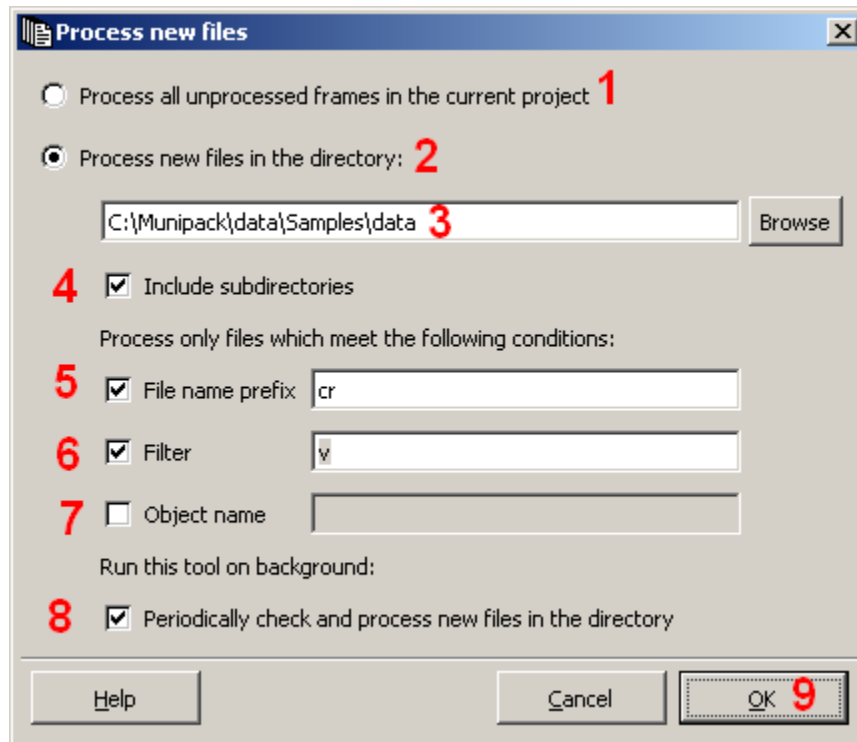 Process new files
Process all unprocessed frames in the current project 1
Process new files in the directory: 2
C:\Munipack\data\Samples\data 3 Browse
4 Include subdirectories
Process only files which meet the following conditions:
5 File name prefix cr
6 Filter v
7 Object name
Run this tool on background:
8 Periodically check and process new files in the directory
Help Cancel OK 9